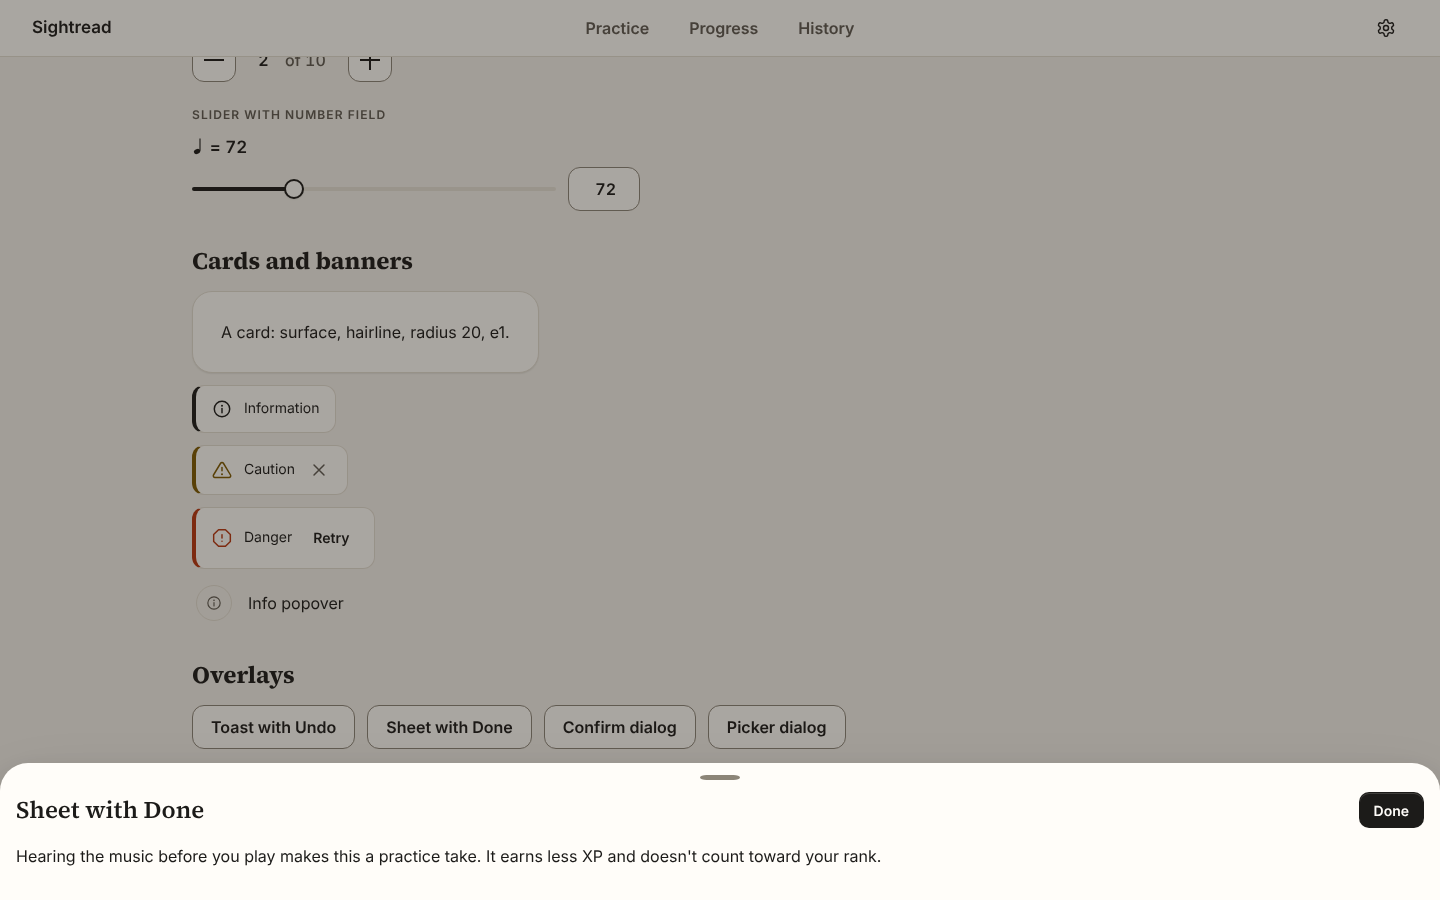 Sightread
Practice
Progress
History
2 of 10
SLIDER WITH NUMBER FIELD
♩ = 72
72
Cards and banners
A card: surface, hairline, radius 20, e1.
Information
Caution
Danger Retry
Info popover
Overlays
Toast with Undo
Sheet with Done
Confirm dialog
Picker dialog
Sheet with Done
Done
Hearing the music before you play makes this a practice take. It earns less XP and doesn't count toward your rank.